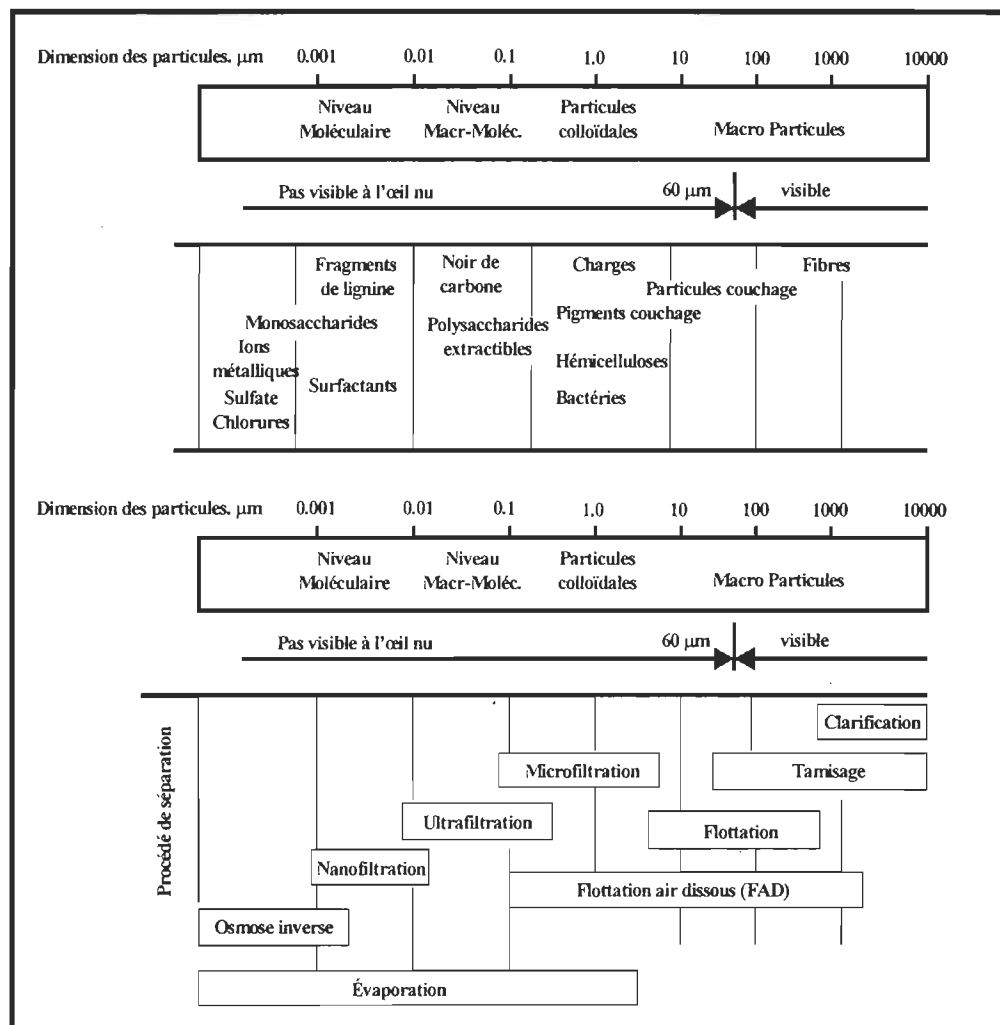 Dimension des particules. µm 0.001 0.01 0.1 1.0 10 100 1000 10000
Niveau Niveau Particules
Moléculaire Macr-Moléc. colloïdales Macro Particules
Pas visible à l'œil nu 60 µm visible
Fragments Noir de Charges Fibres
de lignine carbone Particules couchage
Monosaccharides Polysaccharides Pigments couchage
Ions extractibles
métalliques Hémicelluloses
Surfactants
Sulfate Bactéries
Chlorures
Dimension des particules. µm 0.001 0.01 0.1 1.0 10 100 1000 10000
Niveau Niveau Particules
Moléculaire Macr-Moléc. colloïdales Macro Particules
Pas visible à l'œil nu 60 µm visible
Procédé de séparation
Clarification
Microfiltration Tamisage
Ultrafiltration Flottation
Nanofiltration
Flottation air dissous (FAD)
Osmose inverse
Évaporation